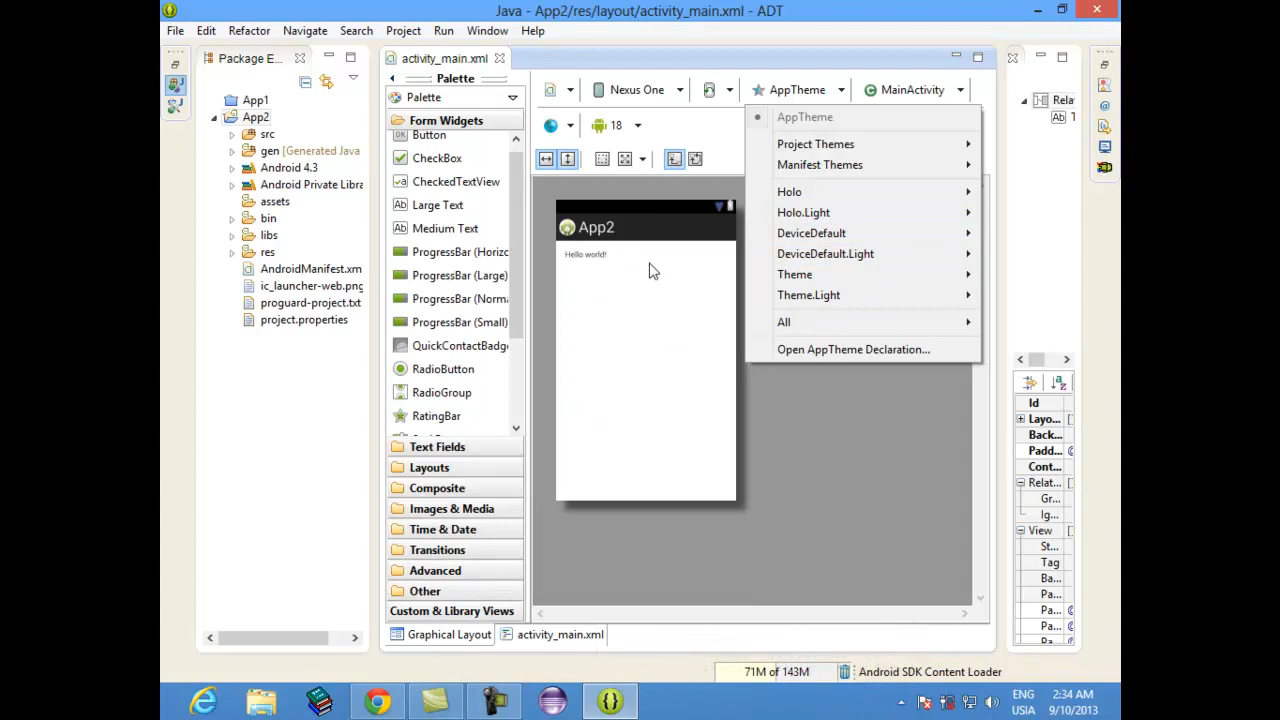 Java - App2/res/layout/activity_main.xml - ADT
File Edit Refactor Navigate Search Project Run Window Help
Package E...
App1
App2
src
gen [Generated Java
Android 4.3
Android Private Libra
assets
bin
libs
res
AndroidManifest.xm
ic_launcher-web.png
proguard-project.txt
project.properties
activity_main.xml
Palette
Palette
Form Widgets
Button
CheckBox
CheckedTextView
Large Text
Medium Text
ProgressBar (Horizo
ProgressBar (Large)
ProgressBar (Norma
ProgressBar (Small)
QuickContactBadg
RadioButton
RadioGroup
RatingBar
Text Fields
Layouts
Composite
Images & Media
Time & Date
Transitions
Advanced
Other
Custom & Library Views
Graphical Layout activity_main.xml
Nexus One AppTheme MainActivity
18
App2
Hello world!
AppTheme
Project Themes
Manifest Themes
Holo
Holo.Light
DeviceDefault
DeviceDefault.Light
Theme
Theme.Light
All
Open AppTheme Declaration...
Rela
Ab T
Id
Layo...
Back...
Padd...
Cont...
Relat...
Gr...
Ig...
View
St...
Tag
Ba...
Pa...
Pa...
Pa...
71M of 143M Android SDK Content Loader
ENG 2:34 AM
USIA 9/10/2013